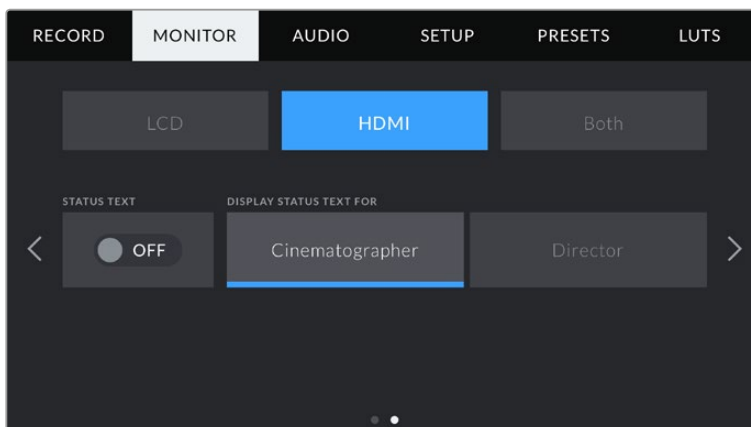 RECORD MONITOR AUDIO SETUP PRESETS LUTS
LCD HDMI Both
STATUS TEXT DISPLAY STATUS TEXT FOR
OFF Cinematographer Director